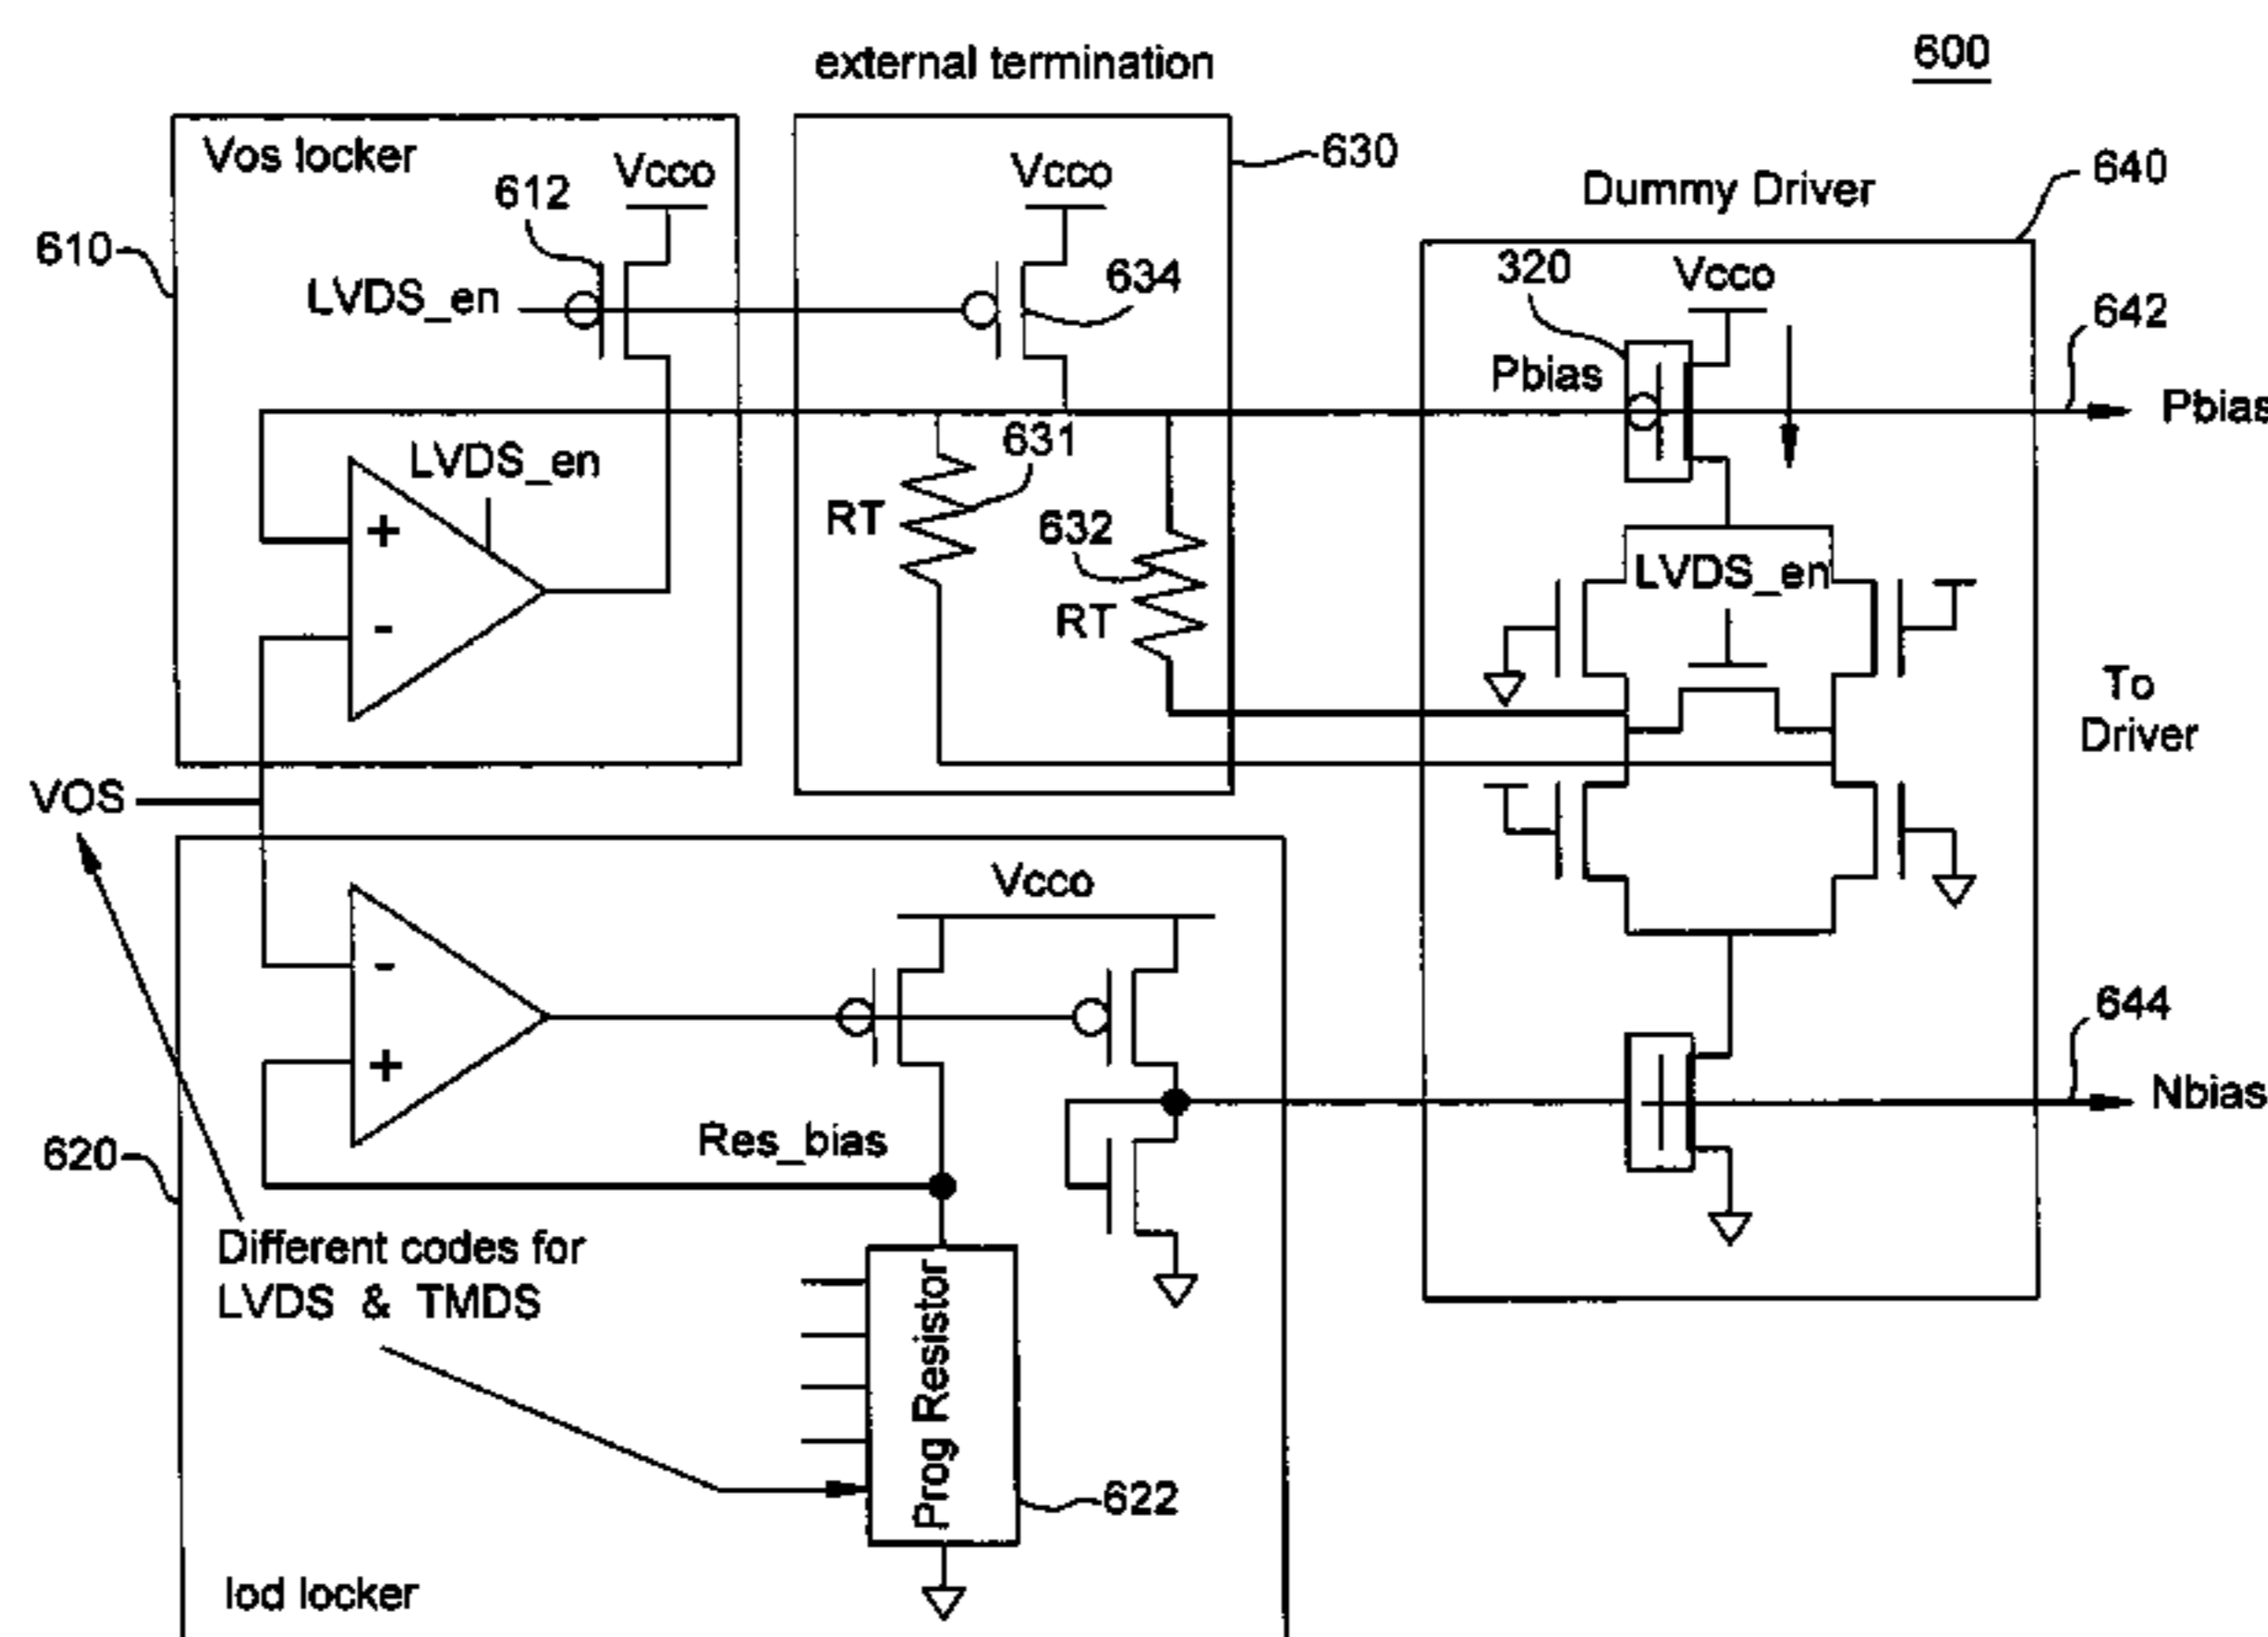 600
external termination
Vos locker
Vcco
612
610
LVDS_en
LVDS_en
+
-
Vcco
634
630
631
RT
632
RT
Dummy Driver
640
320
Vcco
Pbias
642
Pbias
LVDS_en
To
Driver
VOS
Vcco
-
+
620
Res_bias
644
Nbias
Different codes for
LVDS & TMDS
Prog Resistor
622
Iod locker